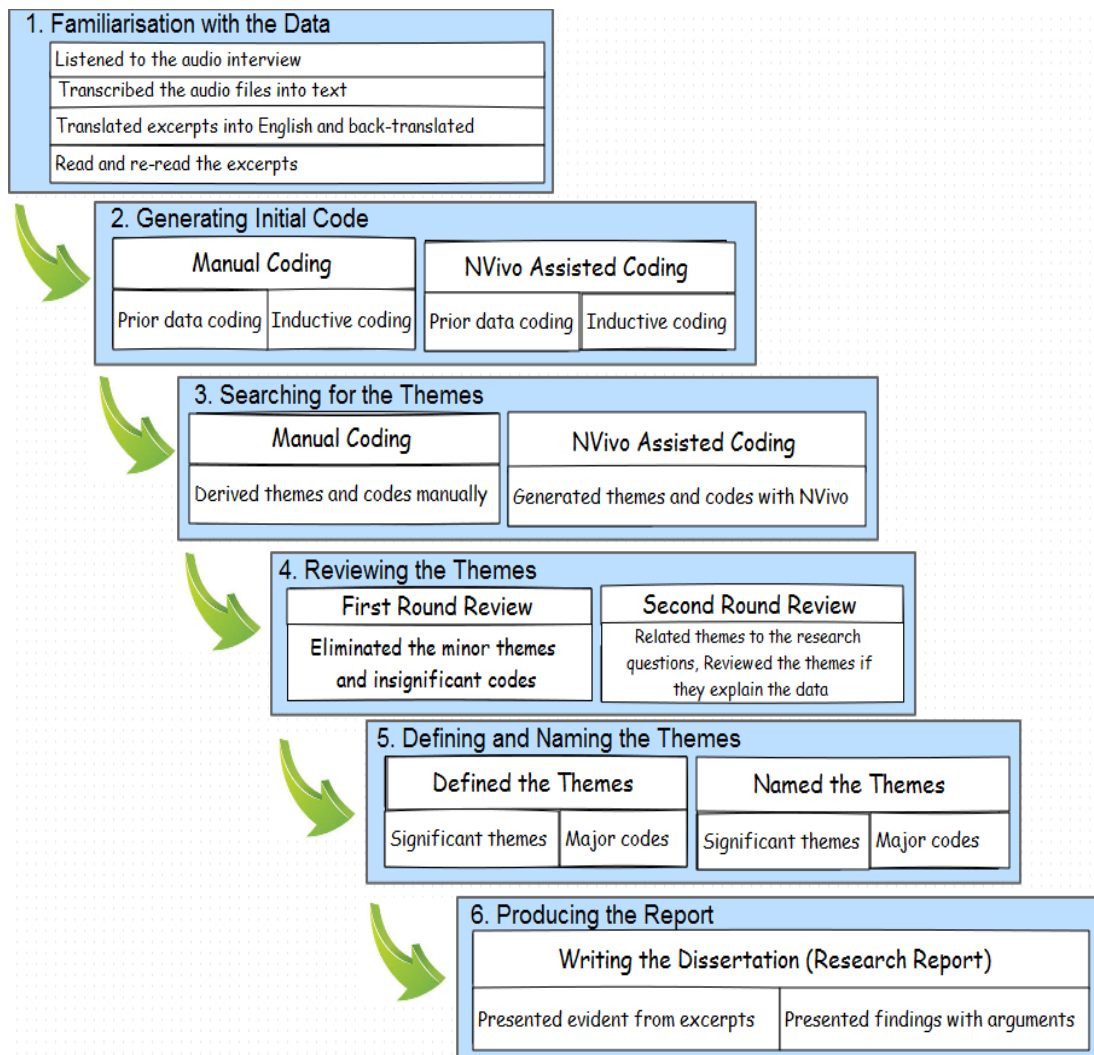 1. Familiarisation with the Data
Listened to the audio interview
Transcribed the audio files into text
Translated excerpts into English and back-translated
Read and re-read the excerpts
2. Generating Initial Code
Manual Coding
Prior data coding
Inductive coding
NVivo Assisted Coding
Prior data coding
Inductive coding
3. Searching for the Themes
Manual Coding
Derived themes and codes manually
NVivo Assisted Coding
Generated themes and codes with NVivo
4. Reviewing the Themes
First Round Review
Eliminated the minor themes
and insignificant codes
Second Round Review
Related themes to the research
questions, Reviewed the themes if
they explain the data
5. Defining and Naming the Themes
Defined the Themes
Significant themes
Major codes
Named the Themes
Significant themes
Major codes
6. Producing the Report
Writing the Dissertation (Research Report)
Presented evident from excerpts
Presented findings with arguments